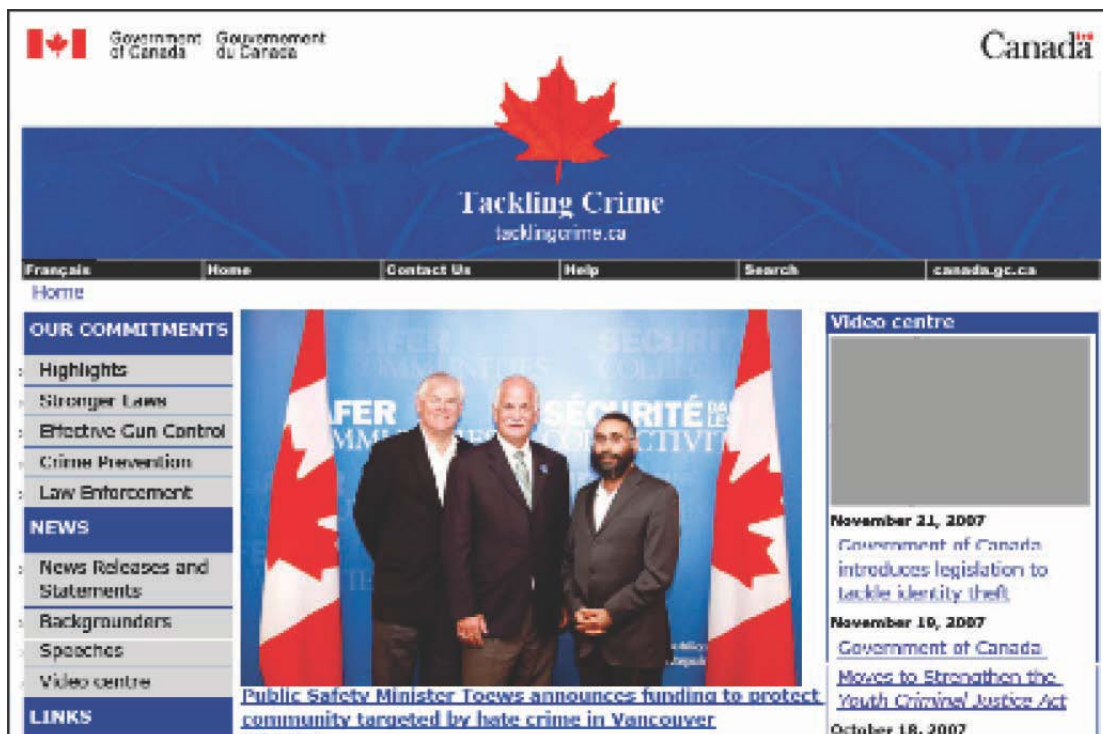 Government
of Canada
Gouvernement
du Canada
Canada
Tackling Crime
tacklingcrime.ca
Français
Home
Contact Us
Help
Search
canada.gc.ca
Home
OUR COMMITMENTS
Highlights
Stronger Laws
Effective Gun Control
Crime Prevention
Law Enforcement
NEWS
News Releases and
Statements
Backgrounders
Speeches
Video centre
LINKS
AFER
SÉCURITÉ DA
LES
Public Safety Minister Toews announces funding to protect
community targeted by hate crime in Vancouver
Video centre
November 21, 2007
Government of Canada
introduces legislation to
tackle identity theft
November 19, 2007
Government of Canada
Moves to Strengthen the
Youth Criminal Justice Act
October 18, 2007